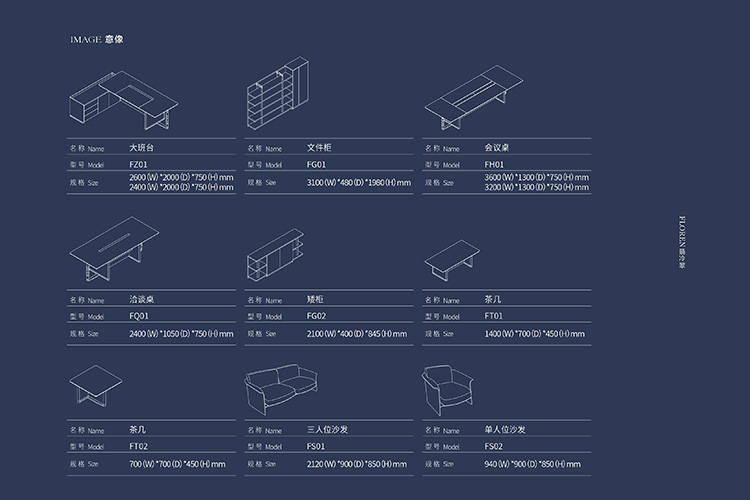 IMAGE 意像
名称 Name 大班台
型号 Model FZ01
规格 Size 2600(W)*2000(D)*750(H)mm
2400(W)*2000(D)*750(H)mm
名称 Name 文件柜
型号 Model FG01
规格 Size 3100(W)*480(D)*1980(H)mm
名称 Name 会议桌
型号 Model FH01
规格 Size 3600(W)*1300(D)*750(H)mm
3200(W)*1300(D)*750(H)mm
名称 Name 洽谈桌
型号 Model FQ01
规格 Size 2400(W)*1050(D)*750(H)mm
名称 Name 矮柜
型号 Model FG02
规格 Size 2100(W)*400(D)*845(H)mm
名称 Name 茶几
型号 Model FT01
规格 Size 1400(W)*700(D)*450(H)mm
名称 Name 茶几
型号 Model FT02
规格 Size 700(W)*700(D)*450(H)mm
名称 Name 三人位沙发
型号 Model FS01
规格 Size 2120(W)*900(D)*850(H)mm
名称 Name 单人位沙发
型号 Model FS02
规格 Size 940(W)*900(D)*850(H)mm
FLOREN